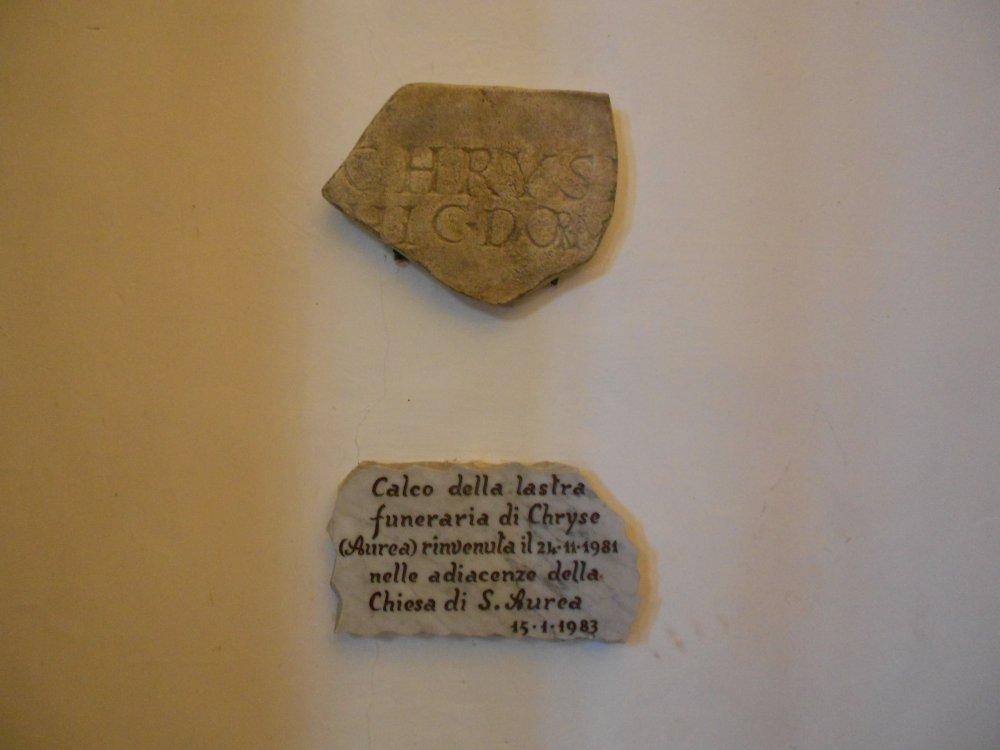 CHRYS
HIC·DOR
Calco della lastra
funeraria di Chryse
(Aurea) rinvenuta il 24·11·1981
nelle adiacenze della
Chiesa di S. Aurea
15·1·1983